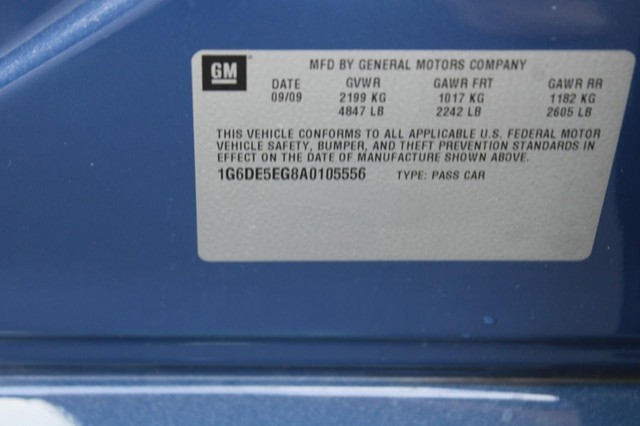 GM MFD BY GENERAL MOTORS COMPANY
DATE GVWR GAWR FRT GAWR RR
09/09 2199 KG 1017 KG 1182 KG
4847 LB 2242 LB 2605 LB
THIS VEHICLE CONFORMS TO ALL APPLICABLE U.S. FEDERAL MOTOR
VEHICLE SAFETY, BUMPER, AND THEFT PREVENTION STANDARDS IN
EFFECT ON THE DATE OF MANUFACTURE SHOWN ABOVE.
1G6DE5EG8A0105556 TYPE: PASS CAR